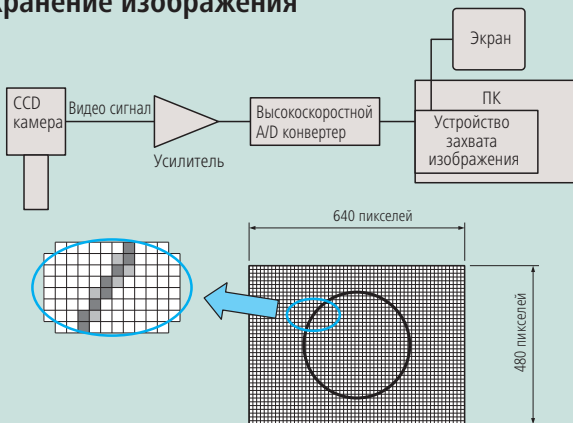 хранение изображения
Экран
CCD
камера
Видео сигнал
Усилитель
Высокоскоростной
A/D конвертер
ПК
Устройство
захвата
изображения
640 пикселей
480 пикселей